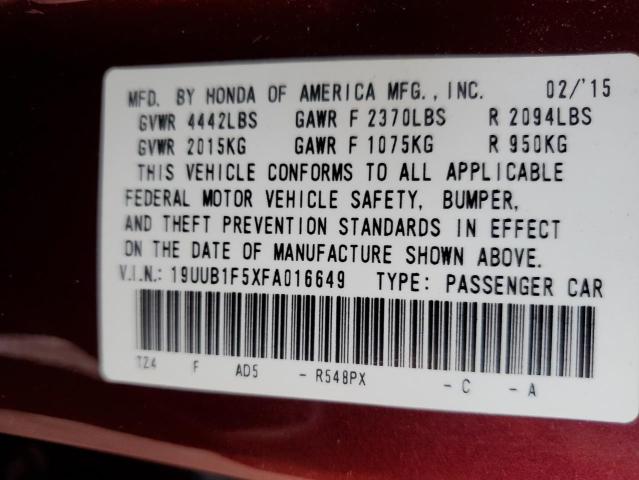 MFD. BY HONDA OF AMERICA MFG., INC. 02/'15
GVWR 4442LBS GAWR F 2370LBS R 2094LBS
GVWR 2015KG GAWR F 1075KG R 950KG
THIS VEHICLE CONFORMS TO ALL APPLICABLE
FEDERAL MOTOR VEHICLE SAFETY, BUMPER,
AND THEFT PREVENTION STANDARDS IN EFFECT
ON THE DATE OF MANUFACTURE SHOWN ABOVE.
V.I.N.: 19UUB1F5XFA016649 TYPE: PASSENGER CAR
TZ4 F AD5 - R548PX - C - A